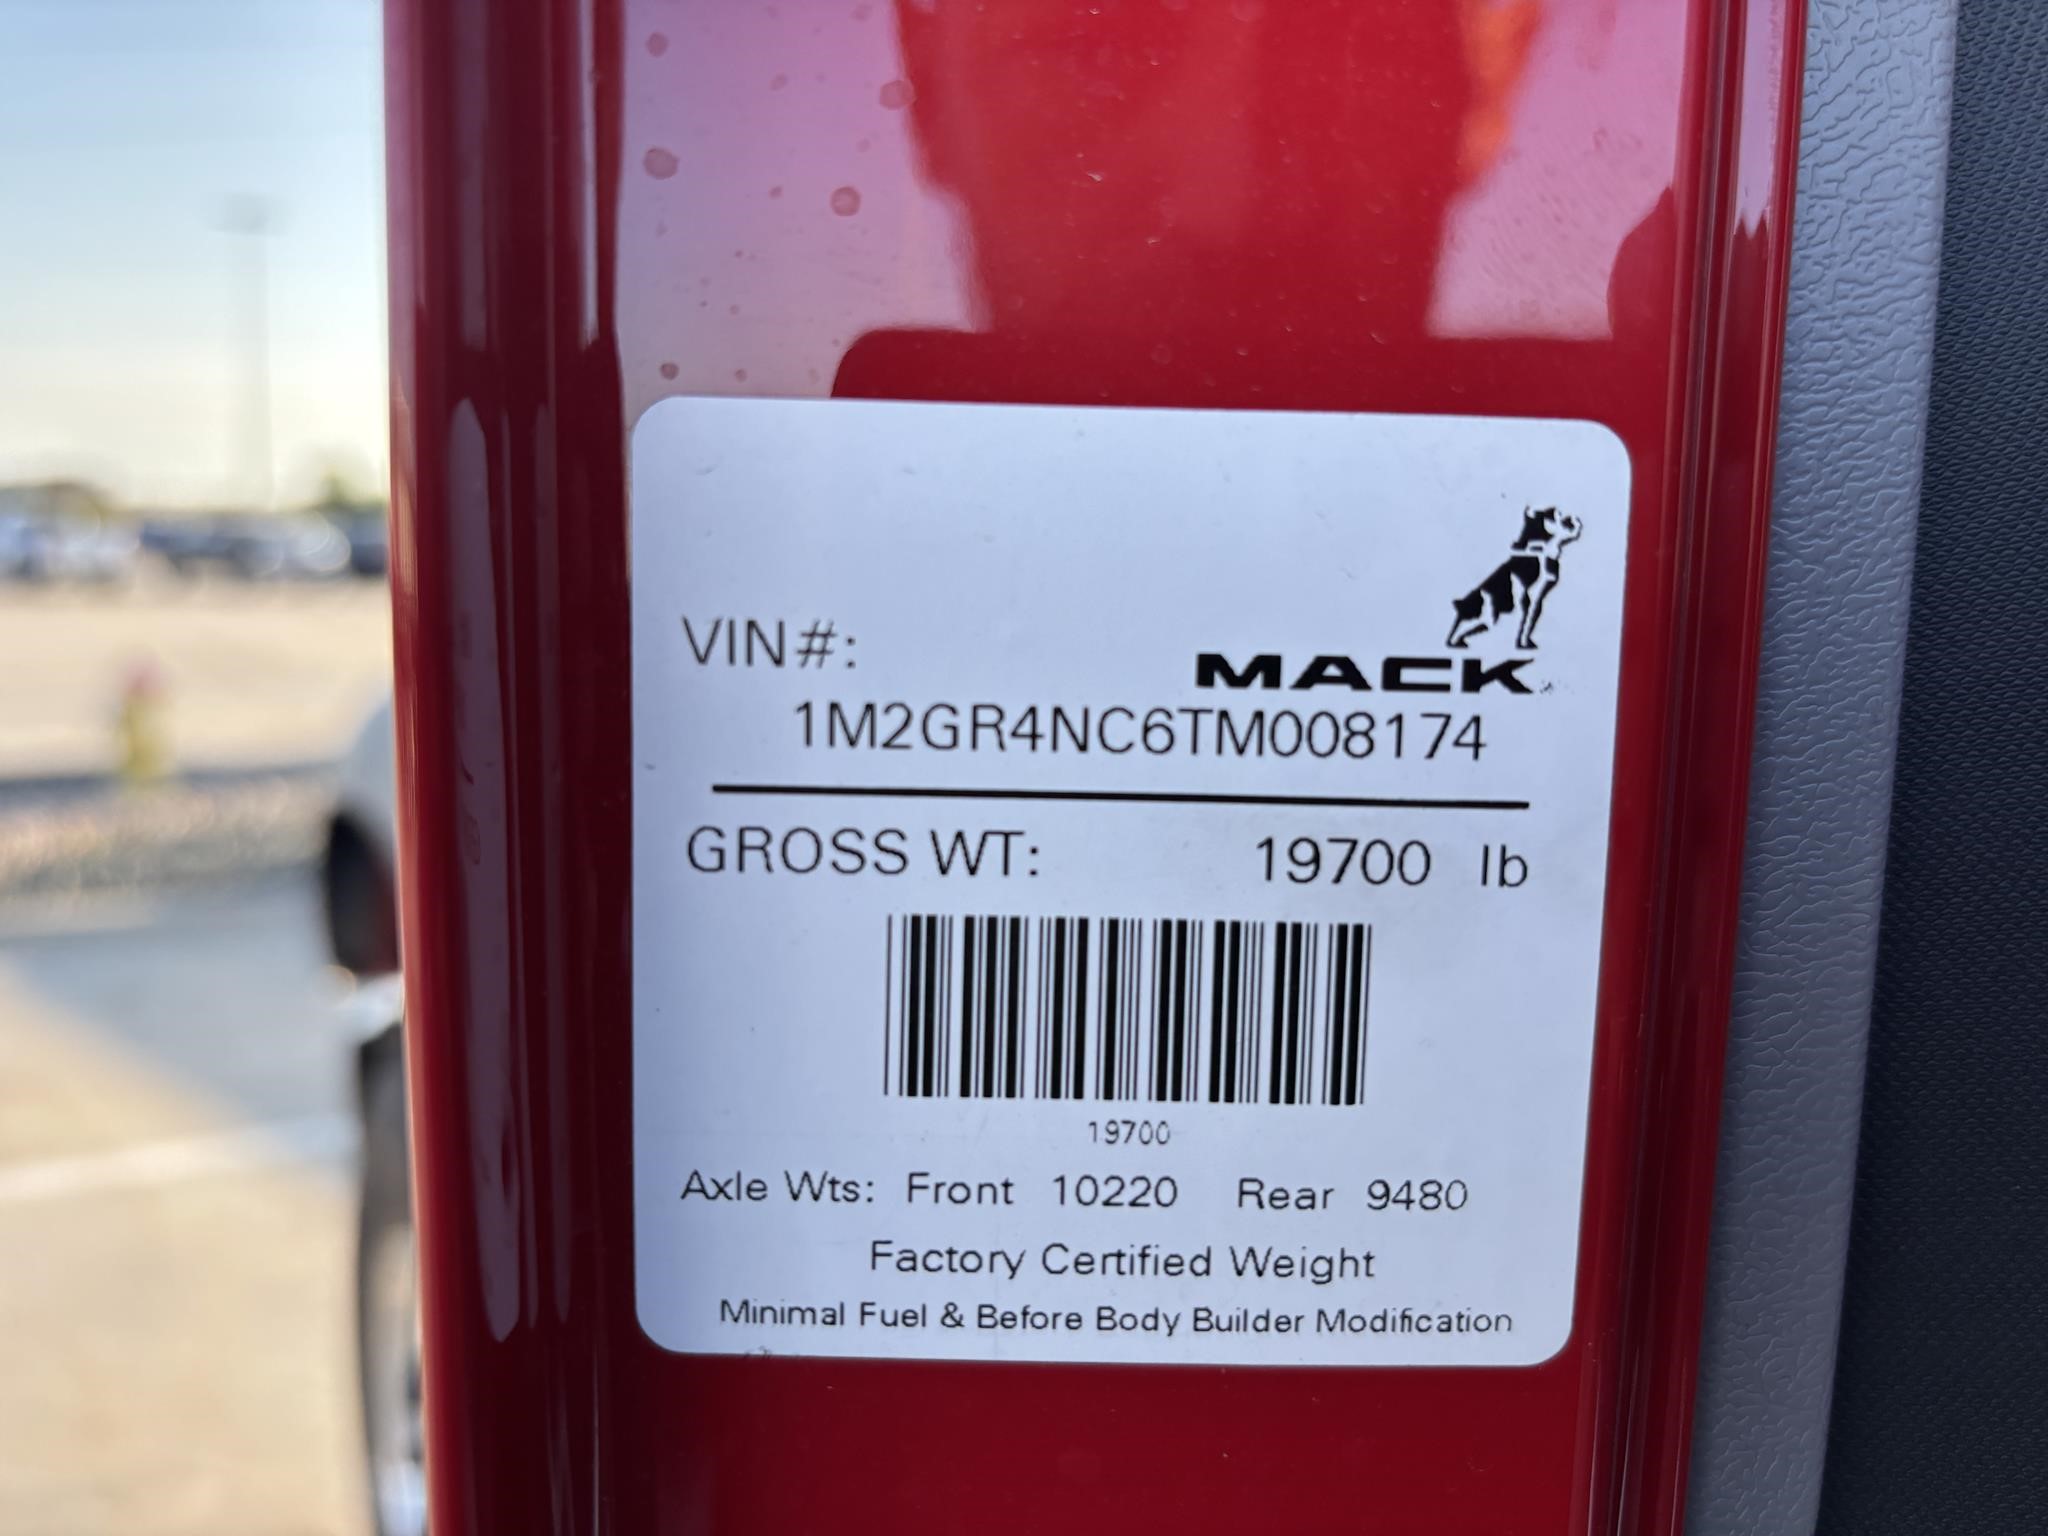 MACK
VIN#:
1M2GR4NC6TM008174
GROSS WT: 19700 lb
19700
Axle Wts: Front 10220 Rear 9480
Factory Certified Weight
Minimal Fuel & Before Body Builder Modification